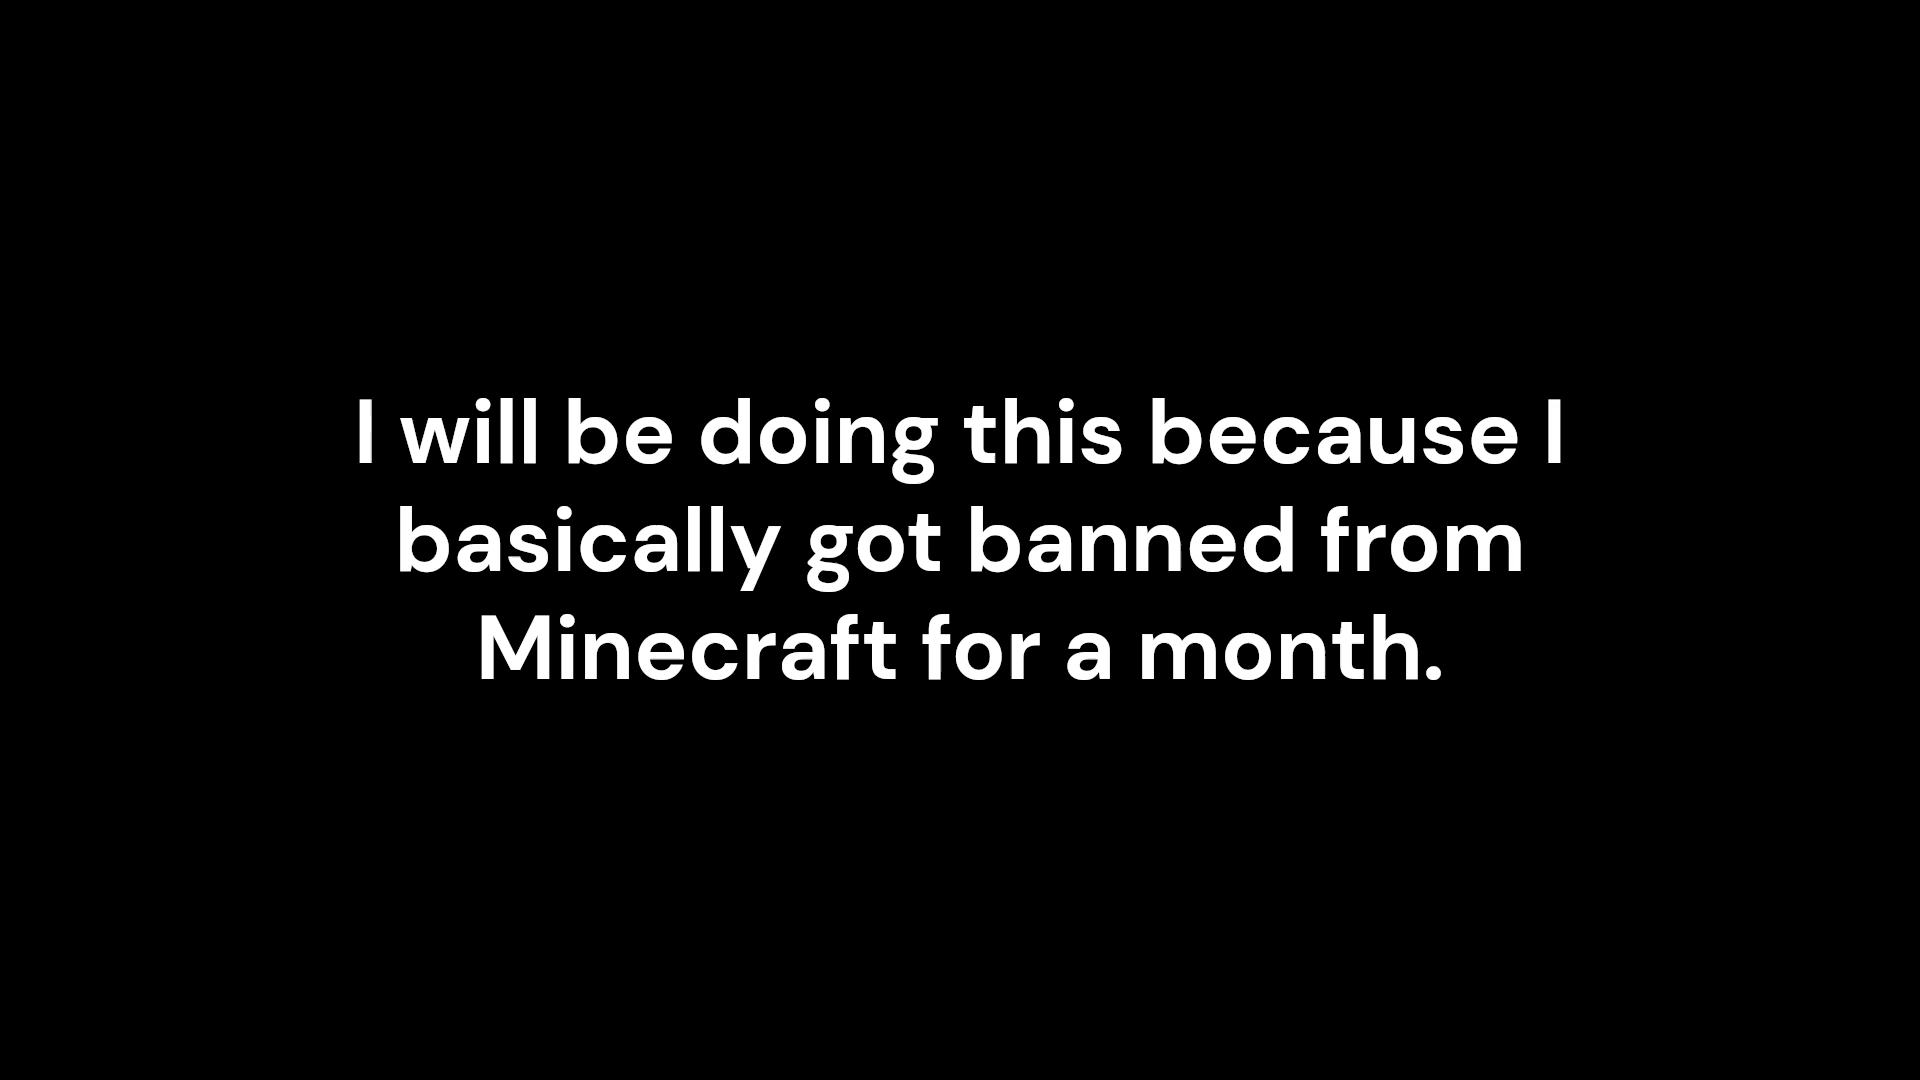 I will be doing this because I
basically got banned from
Minecraft for a month.